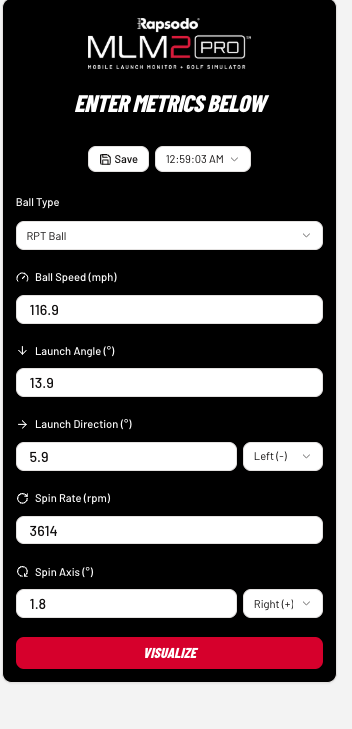 Rapsodo
MLM2PRO™
MOBILE LAUNCH MONITOR + GOLF SIMULATOR
ENTER METRICS BELOW
Save 12:59:03 AM
Ball Type
RPT Ball
Ball Speed (mph)
116.9
Launch Angle (°)
13.9
Launch Direction (°)
5.9 Left (-)
Spin Rate (rpm)
3614
Spin Axis (°)
1.8 Right (+)
VISUALIZE